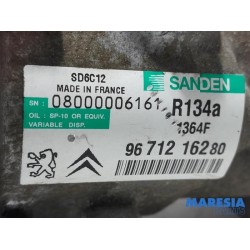 SD6C12
MADE IN FRANCE
SANDEN
SN : 08000006161
R134a
OIL : SP-10 OR EQUIV.
VARIABLE DISP.
1364F
96 712 162 80
MARESIA